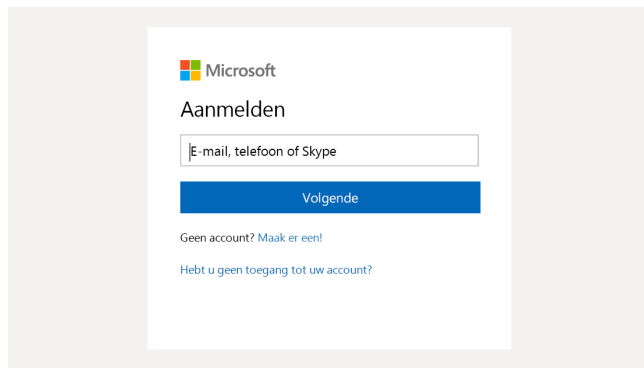 Microsoft
Aanmelden
E-mail, telefoon of Skype
Volgende
Geen account? Maak er een!
Hebt u geen toegang tot uw account?